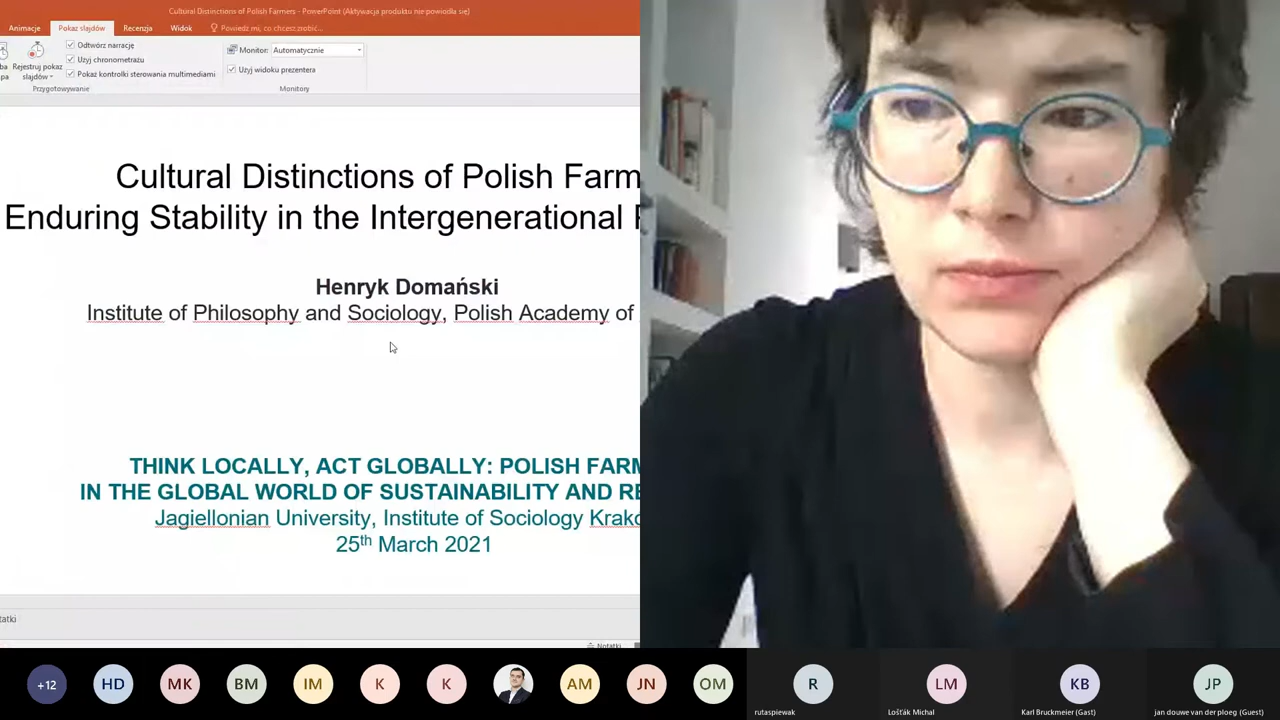 Cultural Distinctions of Polish Farmers - PowerPoint (Aktywacja produktu nie powiodła się)
Animacje Pokaz slajdów Recenzja Widok Powiedz mi, co chcesz zrobić...
Rejestruj pokaz slajdów
Odtwórz narrację
Użyj chronometrażu
Pokaż kontrolki sterowania multimediami
Przygotowywanie
Monitor: Automatycznie
Użyj widoku prezentera
Monitory
Cultural Distinctions of Polish Farm
Enduring Stability in the Intergenerational
Henryk Domański
Institute of Philosophy and Sociology, Polish Academy of
THINK LOCALLY, ACT GLOBALLY: POLISH FARM
IN THE GLOBAL WORLD OF SUSTAINABILITY AND RE
Jagiellonian University, Institute of Sociology Krako
25th March 2021
tatki
Notatki
+12 HD MK BM IM K K AM JN OM R LM KB JP
rutaspiewak Lošťák Michal Karl Bruckmeier (Gast) jan douwe van der ploeg (Guest)